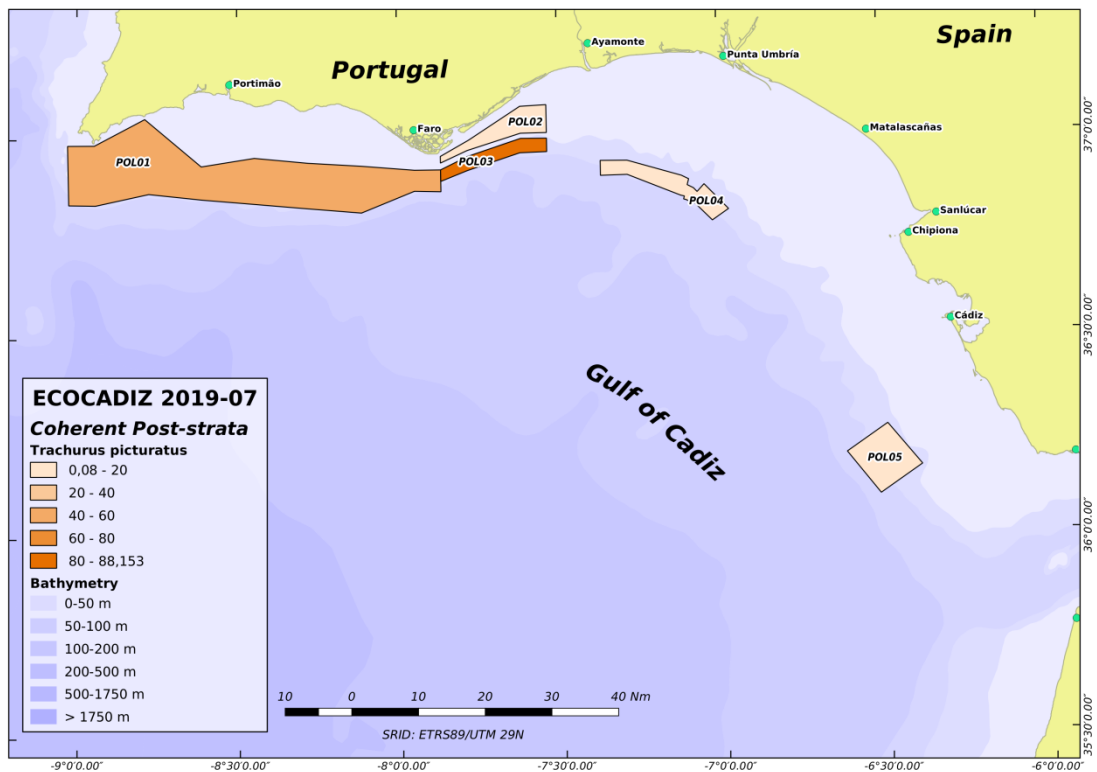 Spain
Portugal
Ayamonte
Punta Umbría
Portimão
Faro
POL02
Matalascañas
POL01
POL03
POL04
Sanlúcar
Chipiona
Cádiz
Gulf of Cadiz
POL05
37°0'0.00"
36°30'0.00"
36°0'0.00"
35°30'0.00"
ECOCADIZ 2019-07
Coherent Post-strata
Trachurus picturatus
0,08 - 20
20 - 40
40 - 60
60 - 80
80 - 88,153
Bathymetry
0-50 m
50-100 m
100-200 m
200-500 m
500-1750 m
> 1750 m
10 0 10 20 30 40 Nm
SRID: ETRS89/UTM 29N
-9°0'0.00" -8°30'0.00" -8°0'0.00" -7°30'0.00" -7°0'0.00" -6°30'0.00" -6°0'0.00"